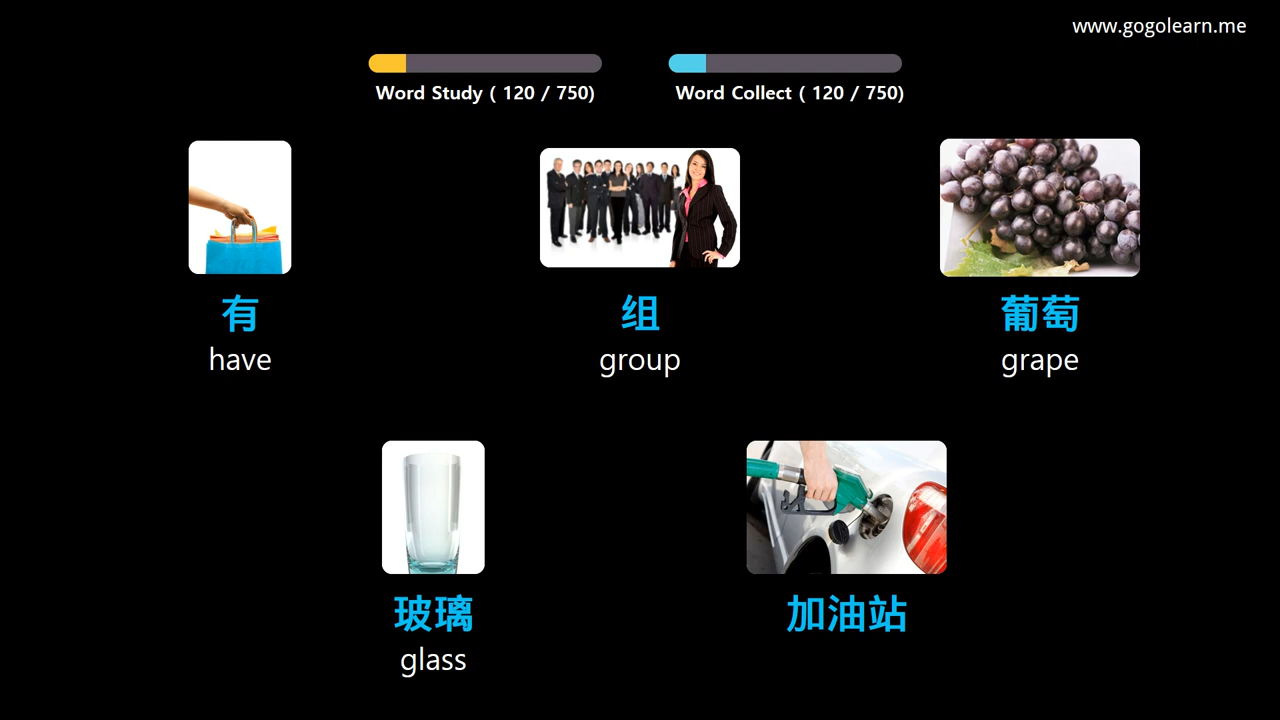 www.gogolearn.me
Word Study ( 120 / 750)
Word Collect ( 120 / 750)
有
have
组
group
葡萄
grape
玻璃
glass
加油站